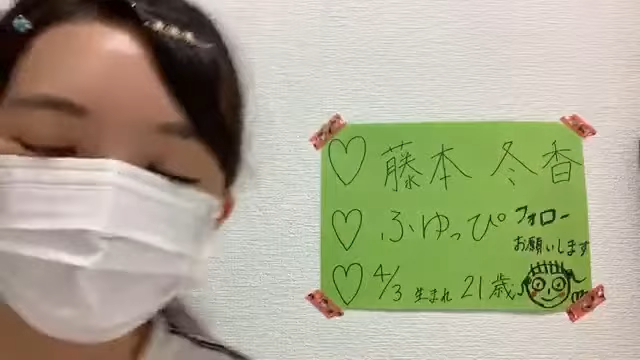 ♡ 藤本 冬香
♡ ふゆっぴ フォロー
お願いします
♡ 4/3 生まれ 21歳